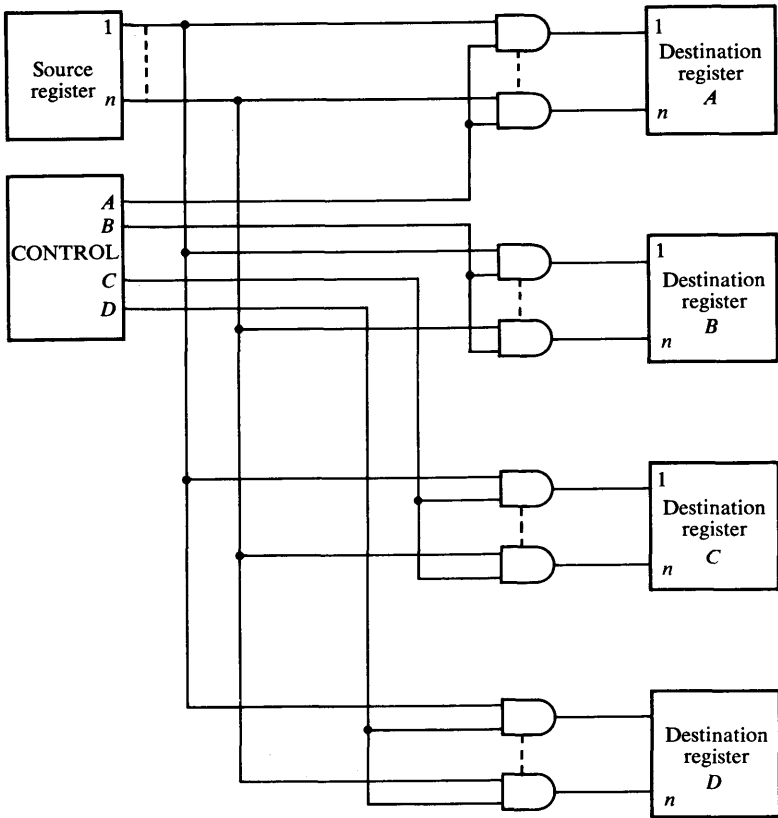 1
Source
register
n
A
B
CONTROL
C
D
1
Destination
register
A
n
1
Destination
register
B
n
1
Destination
register
C
n
Destination
register
D
n